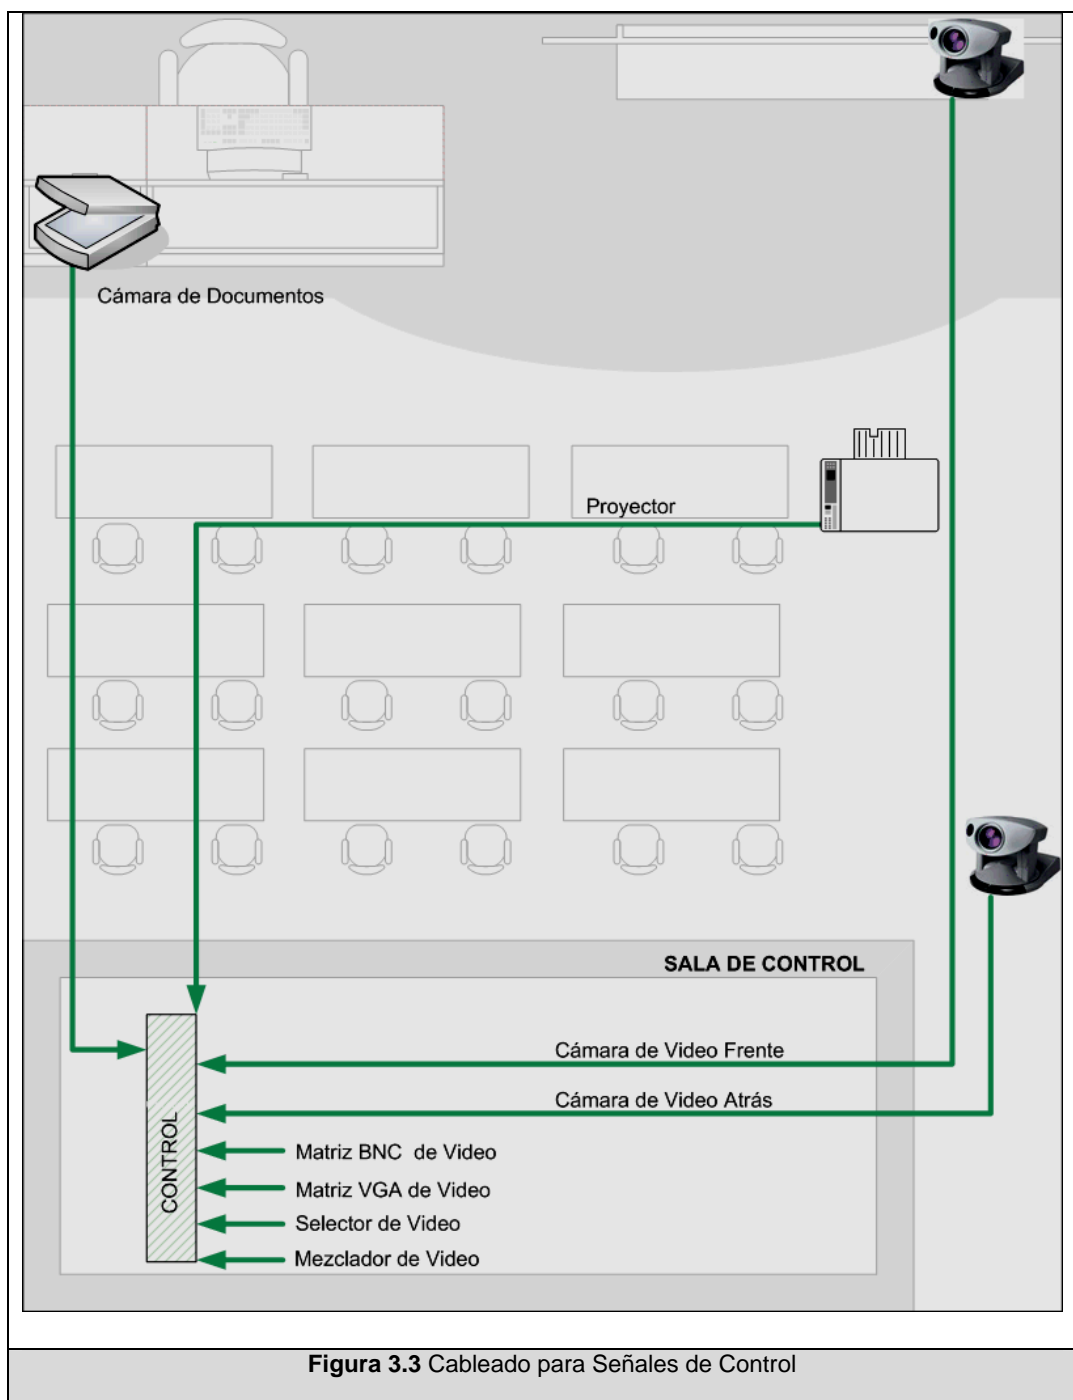 Cámara de Documentos
Proyector
SALA DE CONTROL
Cámara de Video Frente
Cámara de Video Atrás
CONTROL
Matriz BNC de Video
Matriz VGA de Video
Selector de Video
Mezclador de Video
Figura 3.3 Cableado para Señales de Control